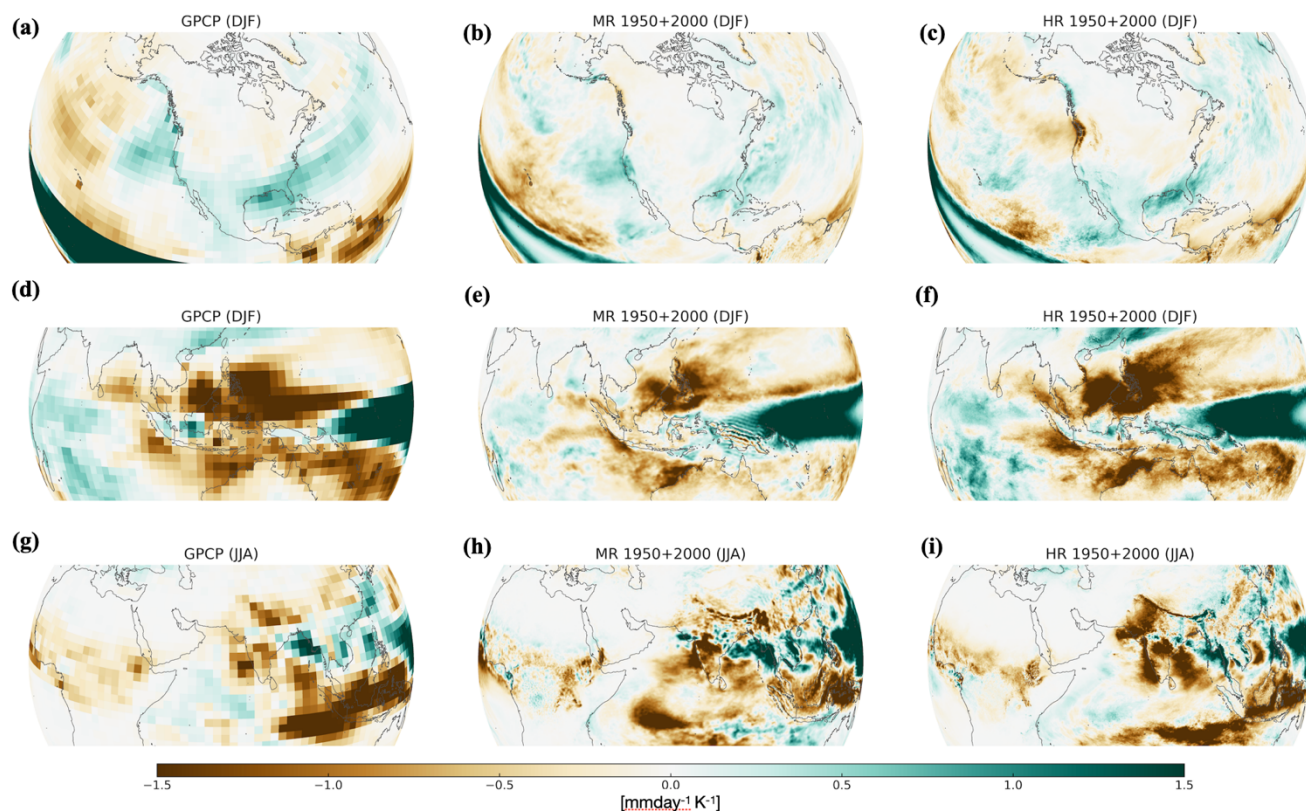 (a) GPCP (DJF)
(b) MR 1950+2000 (DJF)
(c) HR 1950+2000 (DJF)
(d) GPCP (DJF)
(e) MR 1950+2000 (DJF)
(f) HR 1950+2000 (DJF)
(g) GPCP (JJA)
(h) MR 1950+2000 (JJA)
(i) HR 1950+2000 (JJA)
−1.5 −1.0 −0.5 0.0 0.5 1.0 1.5
[mmday⁻¹ K⁻¹]